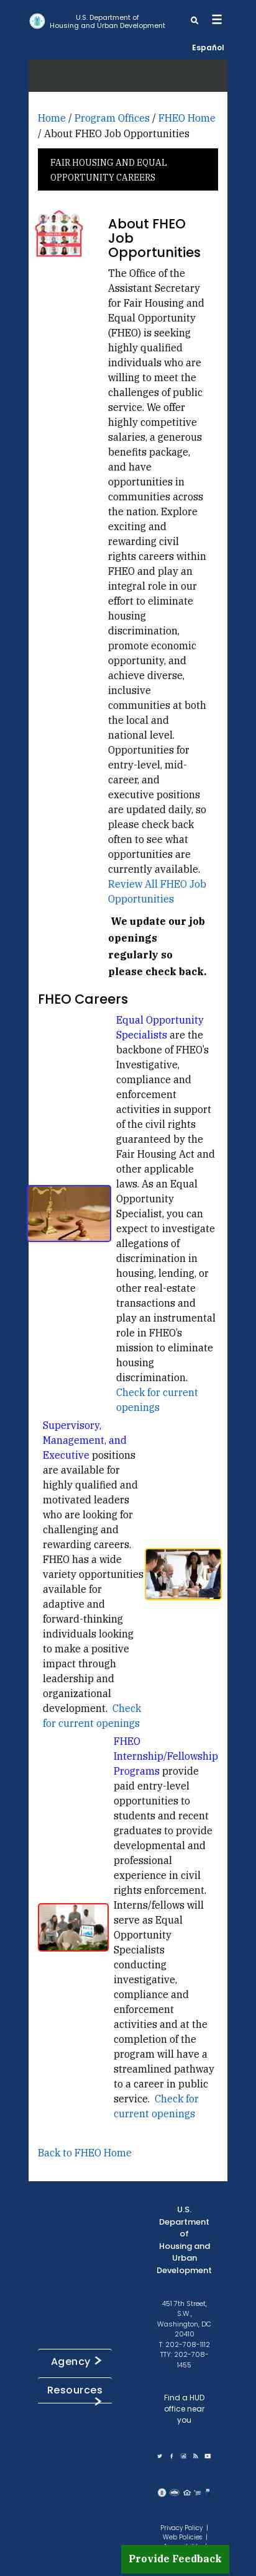 U.S. Department of
Housing and Urban Development
Español
Home / Program Offices / FHEO Home
/ About FHEO Job Opportunities
FAIR HOUSING AND EQUAL
OPPORTUNITY CAREERS
About FHEO
Job
Opportunities
The Office of the
Assistant Secretary
for Fair Housing and
Equal Opportunity
(FHEO) is seeking
highly qualified
individuals who are
willing to meet the
challenges of public
service. We offer
highly competitive
salaries, a generous
benefits package,
and have
opportunities in
communities across
the nation. Explore
exciting and
rewarding civil
rights careers within
FHEO and play an
integral role in our
effort to eliminate
housing
discrimination,
promote economic
opportunity, and
achieve diverse,
inclusive
communities at both
the local and
national level.
Opportunities for
entry-level, mid-
career, and
executive positions
are updated daily, so
please check back
often to see what
opportunities are
currently available.
Review All FHEO Job
Opportunities
We update our job
openings
regularly so
please check back.
FHEO Careers
Equal Opportunity
Specialists are the
backbone of FHEO's
Investigative,
compliance and
enforcement
activities in support
of the civil rights
guaranteed by the
Fair Housing Act and
other applicable
laws. As an Equal
Opportunity
Specialist, you can
expect to investigate
allegations of
discrimination in
housing, lending, or
other real-estate
transactions and
play an instrumental
role in FHEO's
mission to eliminate
housing
discrimination.
Check for current
openings
Supervisory,
Management, and
Executive positions
are available for
highly qualified and
motivated leaders
who are looking for
challenging and
rewarding careers.
FHEO has a wide
variety opportunities
available for
adaptive and
forward-thinking
individuals looking
to make a positive
impact through
leadership and
organizational
development. Check
for current openings
FHEO
Internship/Fellowship
Programs provide
paid entry-level
opportunities to
students and recent
graduates to provide
developmental and
professional
experience in civil
rights enforcement.
Interns/fellows will
serve as Equal
Opportunity
Specialists
conducting
investigative,
compliance and
enforcement
activities and at the
completion of the
program will have a
streamlined pathway
to a career in public
service. Check for
current openings
Back to FHEO Home
U.S.
Department
of
Housing and
Urban
Development
451 7th Street,
S.W.,
Washington, DC
20410
T: 202-708-1112
TTY: 202-708-
1455
Agency >
Resources
>
Find a HUD
office near
you
Privacy Policy |
Web Policies |
Provide Feedback